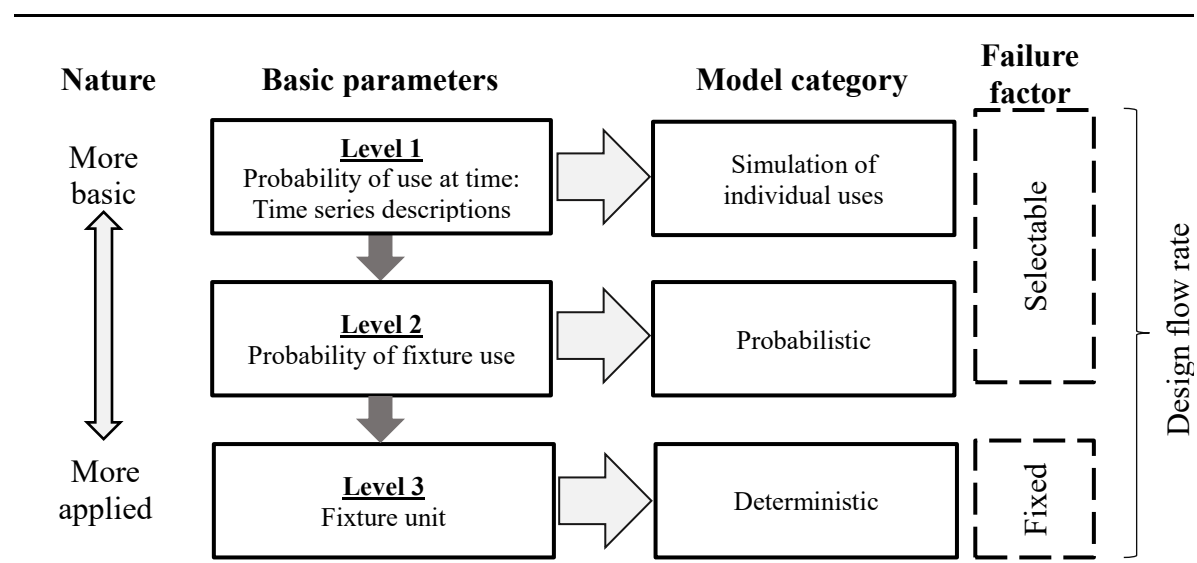 Nature
Basic parameters
Model category
Failure
factor
More
basic
Level 1
Probability of use at time:
Time series descriptions
Simulation of
individual uses
Selectable
Level 2
Probability of fixture use
Probabilistic
Design flow rate
More
applied
Level 3
Fixture unit
Deterministic
Fixed